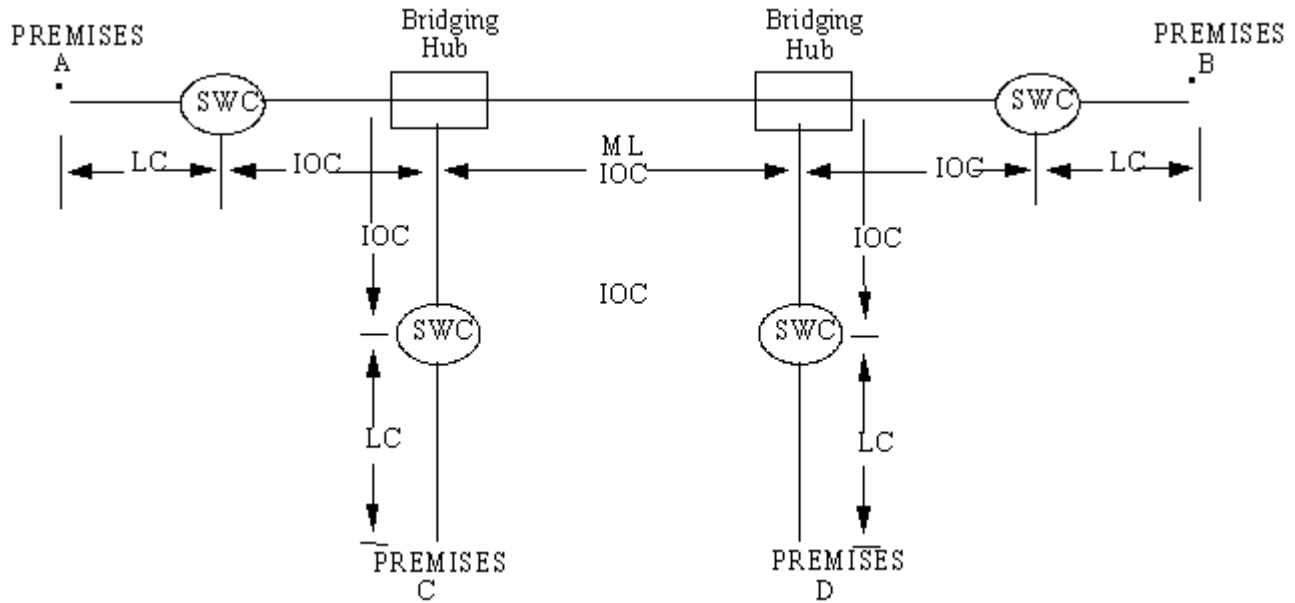 Bridging Hub
Bridging Hub
PREMISES A
PREMISES B
SWC
SWC
LC
IOC
ML IOC
IOC
LC
IOC
IOC
IOC
SWC
SWC
LC
LC
PREMISES C
PREMISES D